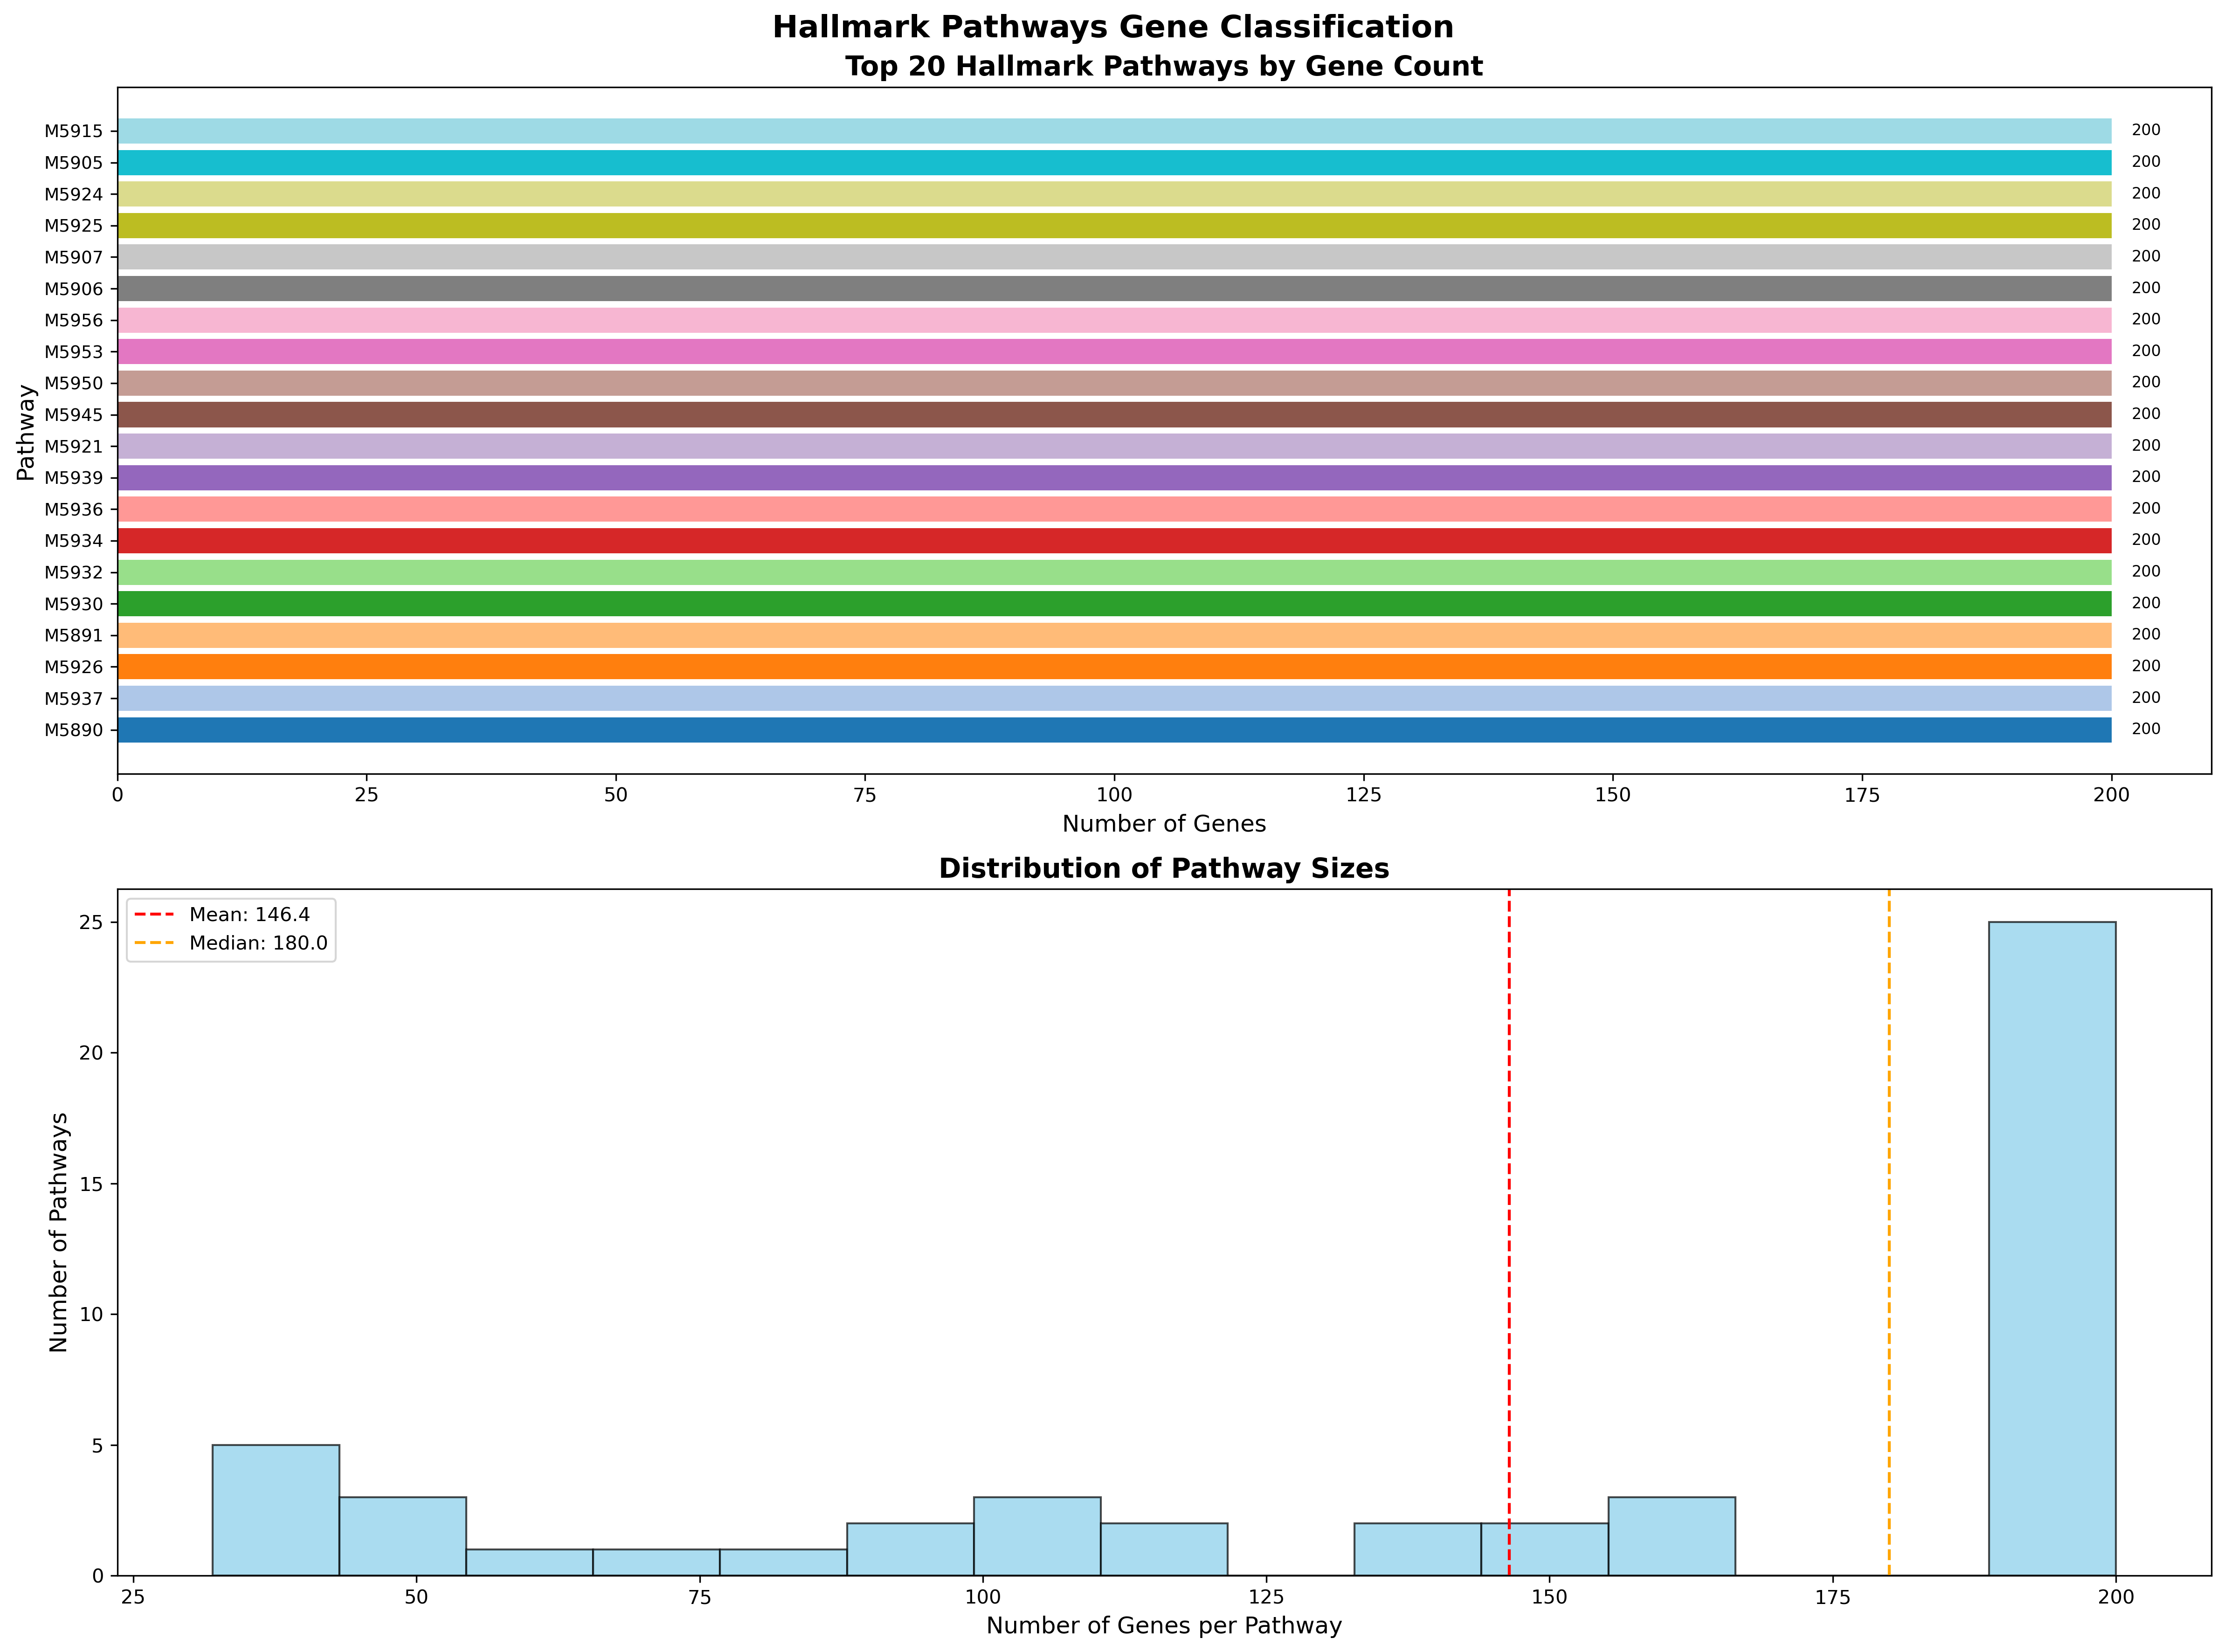 Hallmark Pathways Gene Classification
Top 20 Hallmark Pathways by Gene Count
M5915 200
M5905 200
M5924 200
M5925 200
M5907 200
M5906 200
M5956 200
M5953 200
M5950 200
M5945 200
M5921 200
M5939 200
M5936 200
M5934 200
M5932 200
M5930 200
M5891 200
M5926 200
M5937 200
M5890 200
Pathway
0 25 50 75 100 125 150 175 200
Number of Genes
Distribution of Pathway Sizes
Mean: 146.4
Median: 180.0
25
20
15
10
5
0
Number of Pathways
25 50 75 100 125 150 175 200
Number of Genes per Pathway